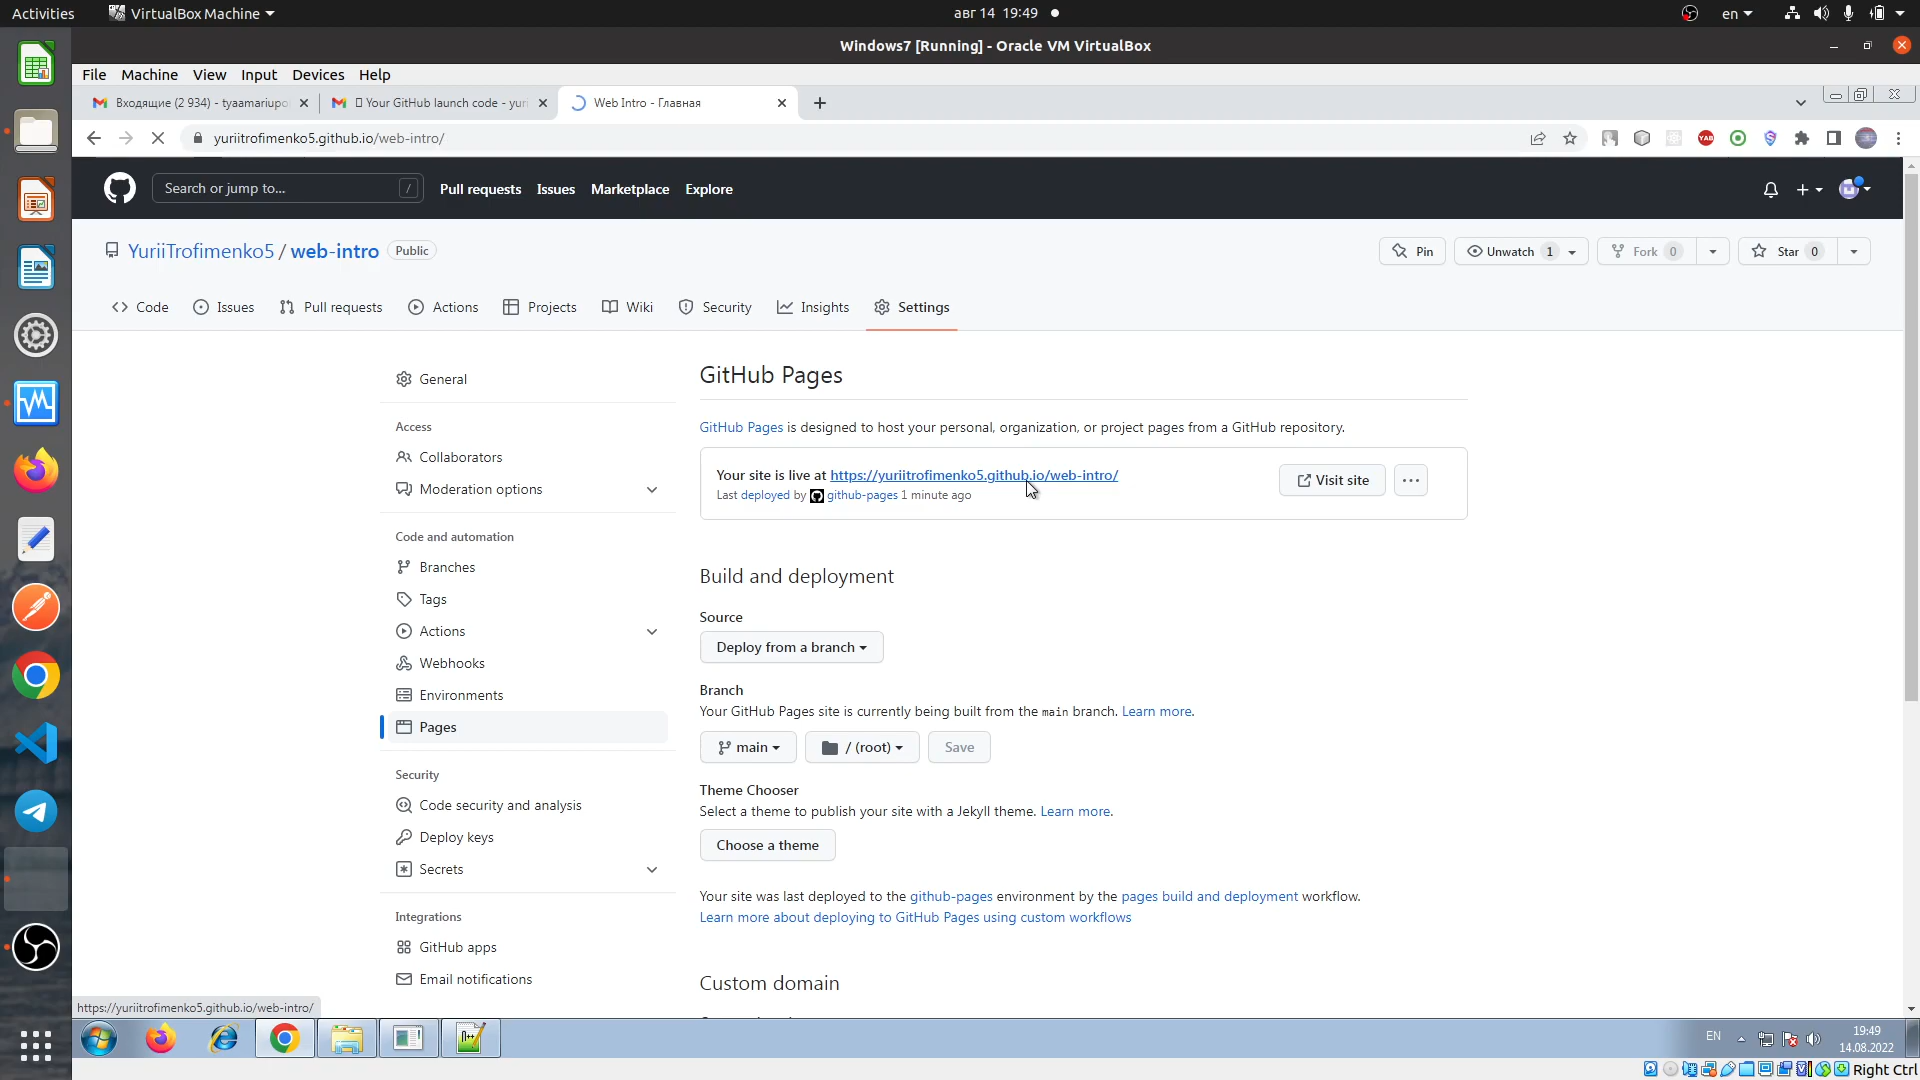 Activities
VirtualBox Machine
авг 14 19:49
en
Windows7 [Running] - Oracle VM VirtualBox
File Machine View Input Devices Help
Входящие (2 934) - tyaamariupo
Your GitHub launch code - yuri
Web Intro - Главная
yuriitrofimenko5.github.io/web-intro/
YAB
Search or jump to...
/
Pull requests
Issues
Marketplace
Explore
YuriiTrofimenko5 / web-intro
Public
Pin
Unwatch 1
Fork 0
Star 0
Code
Issues
Pull requests
Actions
Projects
Wiki
Security
Insights
Settings
General
Access
Collaborators
Moderation options
Code and automation
Branches
Tags
Actions
Webhooks
Environments
Pages
Security
Code security and analysis
Deploy keys
Secrets
Integrations
GitHub apps
Email notifications
GitHub Pages
GitHub Pages is designed to host your personal, organization, or project pages from a GitHub repository.
Your site is live at https://yuriitrofimenko5.github.io/web-intro/
Last deployed by github-pages 1 minute ago
Visit site
Build and deployment
Source
Deploy from a branch
Branch
Your GitHub Pages site is currently being built from the main branch. Learn more.
main
/ (root)
Save
Theme Chooser
Select a theme to publish your site with a Jekyll theme. Learn more.
Choose a theme
Your site was last deployed to the github-pages environment by the pages build and deployment workflow.
Learn more about deploying to GitHub Pages using custom workflows
Custom domain
https://yuriitrofimenko5.github.io/web-intro/
EN
19:49
14.08.2022
Right Ctrl